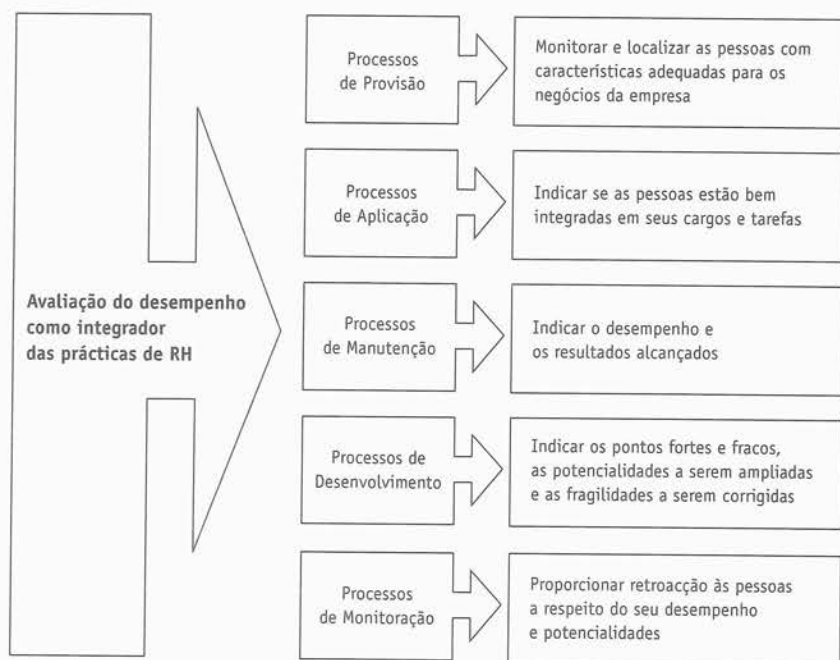 Avaliação do desempenho
como integrador
das prácticas de RH
Processos
de Provisão
Monitorar e localizar as pessoas com
características adequadas para os
negócios da empresa
Processos
de Aplicação
Indicar se as pessoas estão bem
integradas em seus cargos e tarefas
Processos
de Manutenção
Indicar o desempenho e
os resultados alcançados
Processos de
Desenvolvimento
Indicar os pontos fortes e fracos,
as potencialidades a serem ampliadas
e as fragilidades a serem corrigidas
Processos
de Monitoração
Proporcionar retroacção às pessoas
a respeito do seu desempenho
e potencialidades